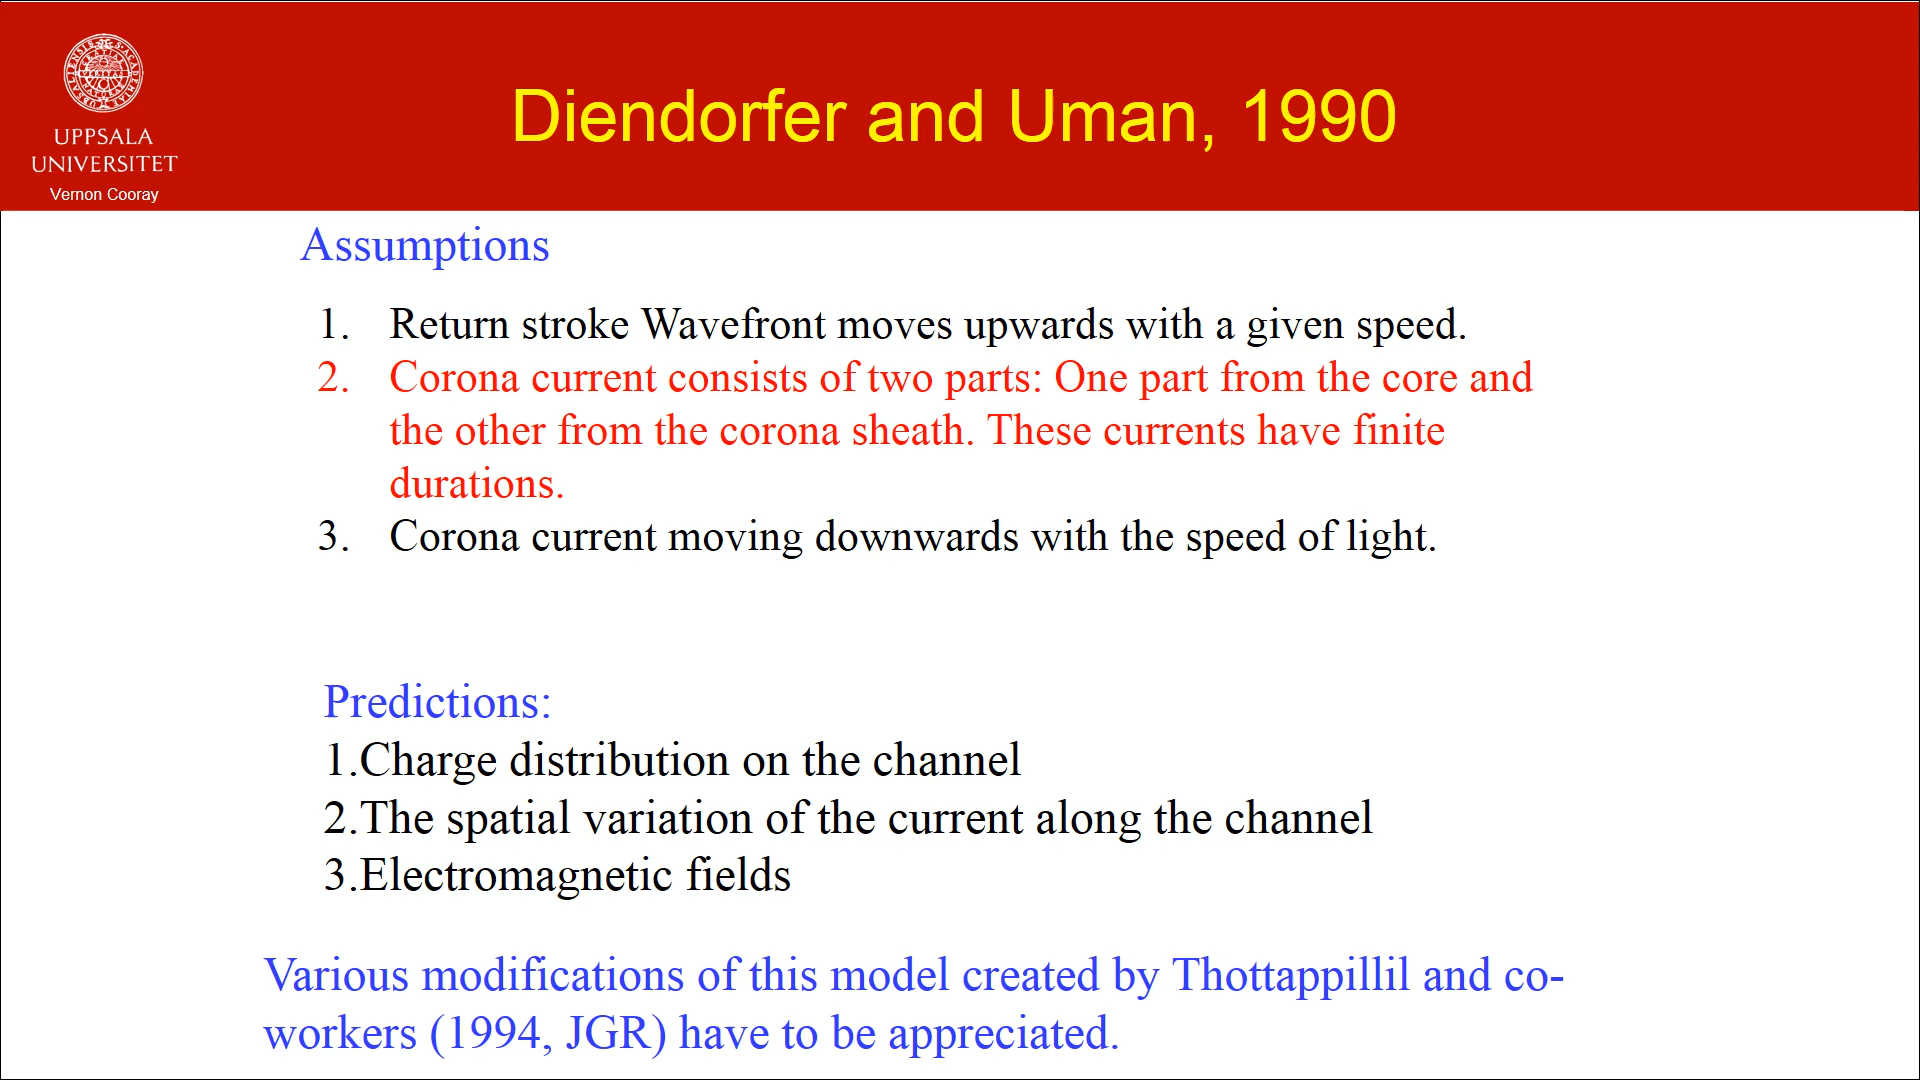 UPPSALA
UNIVERSITET
Vernon Cooray
Diendorfer and Uman, 1990
Assumptions
1. Return stroke Wavefront moves upwards with a given speed.
2. Corona current consists of two parts: One part from the core and
the other from the corona sheath. These currents have finite
durations.
3. Corona current moving downwards with the speed of light.
Predictions:
1.Charge distribution on the channel
2.The spatial variation of the current along the channel
3.Electromagnetic fields
Various modifications of this model created by Thottappillil and co-
workers (1994, JGR) have to be appreciated.